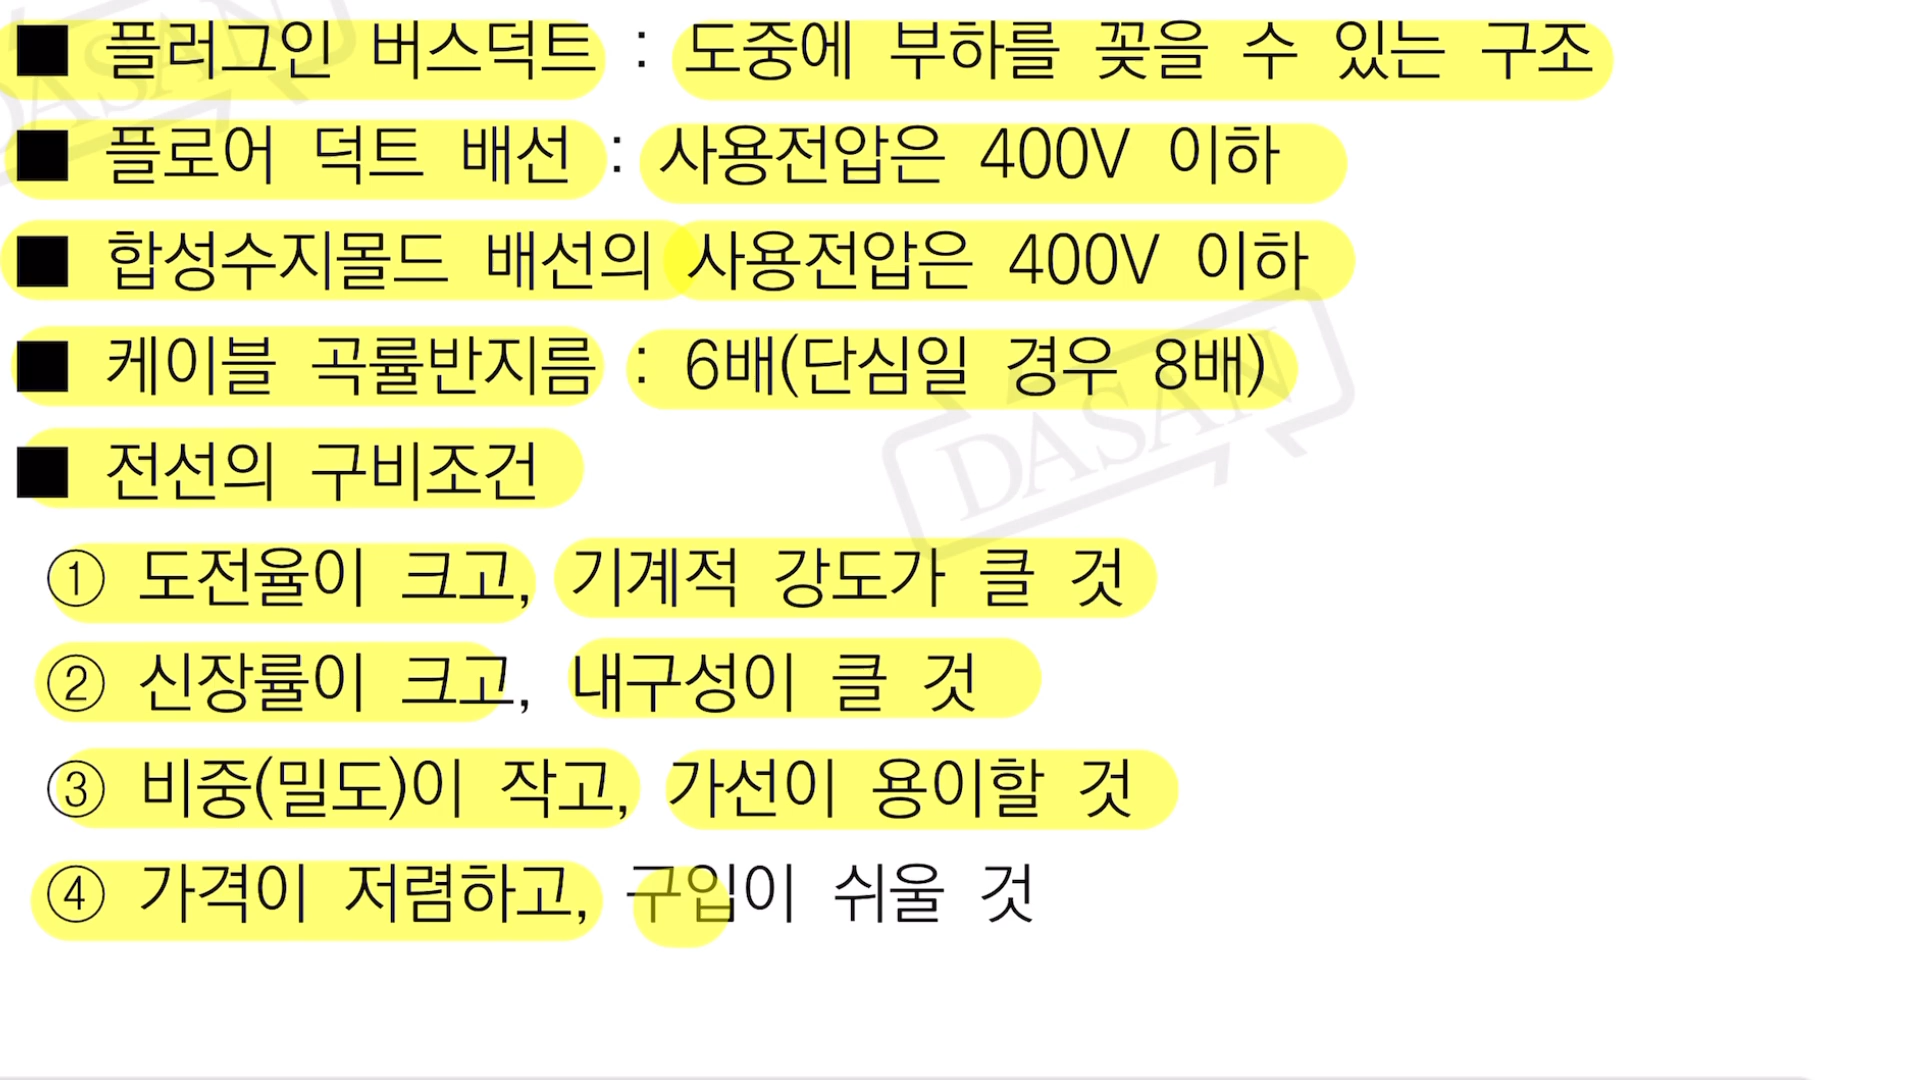 ■ 플러그인 버스덕트 : 도중에 부하를 꽂을 수 있는 구조
■ 플로어 덕트 배선 : 사용전압은 400V 이하
■ 합성수지몰드 배선의 사용전압은 400V 이하
■ 케이블 곡률반지름 : 6배(단심일 경우 8배)
■ 전선의 구비조건
① 도전율이 크고, 기계적 강도가 클 것
② 신장률이 크고, 내구성이 클 것
③ 비중(밀도)이 작고, 가선이 용이할 것
④ 가격이 저렴하고, 구입이 쉬울 것
DASAN
DASAN